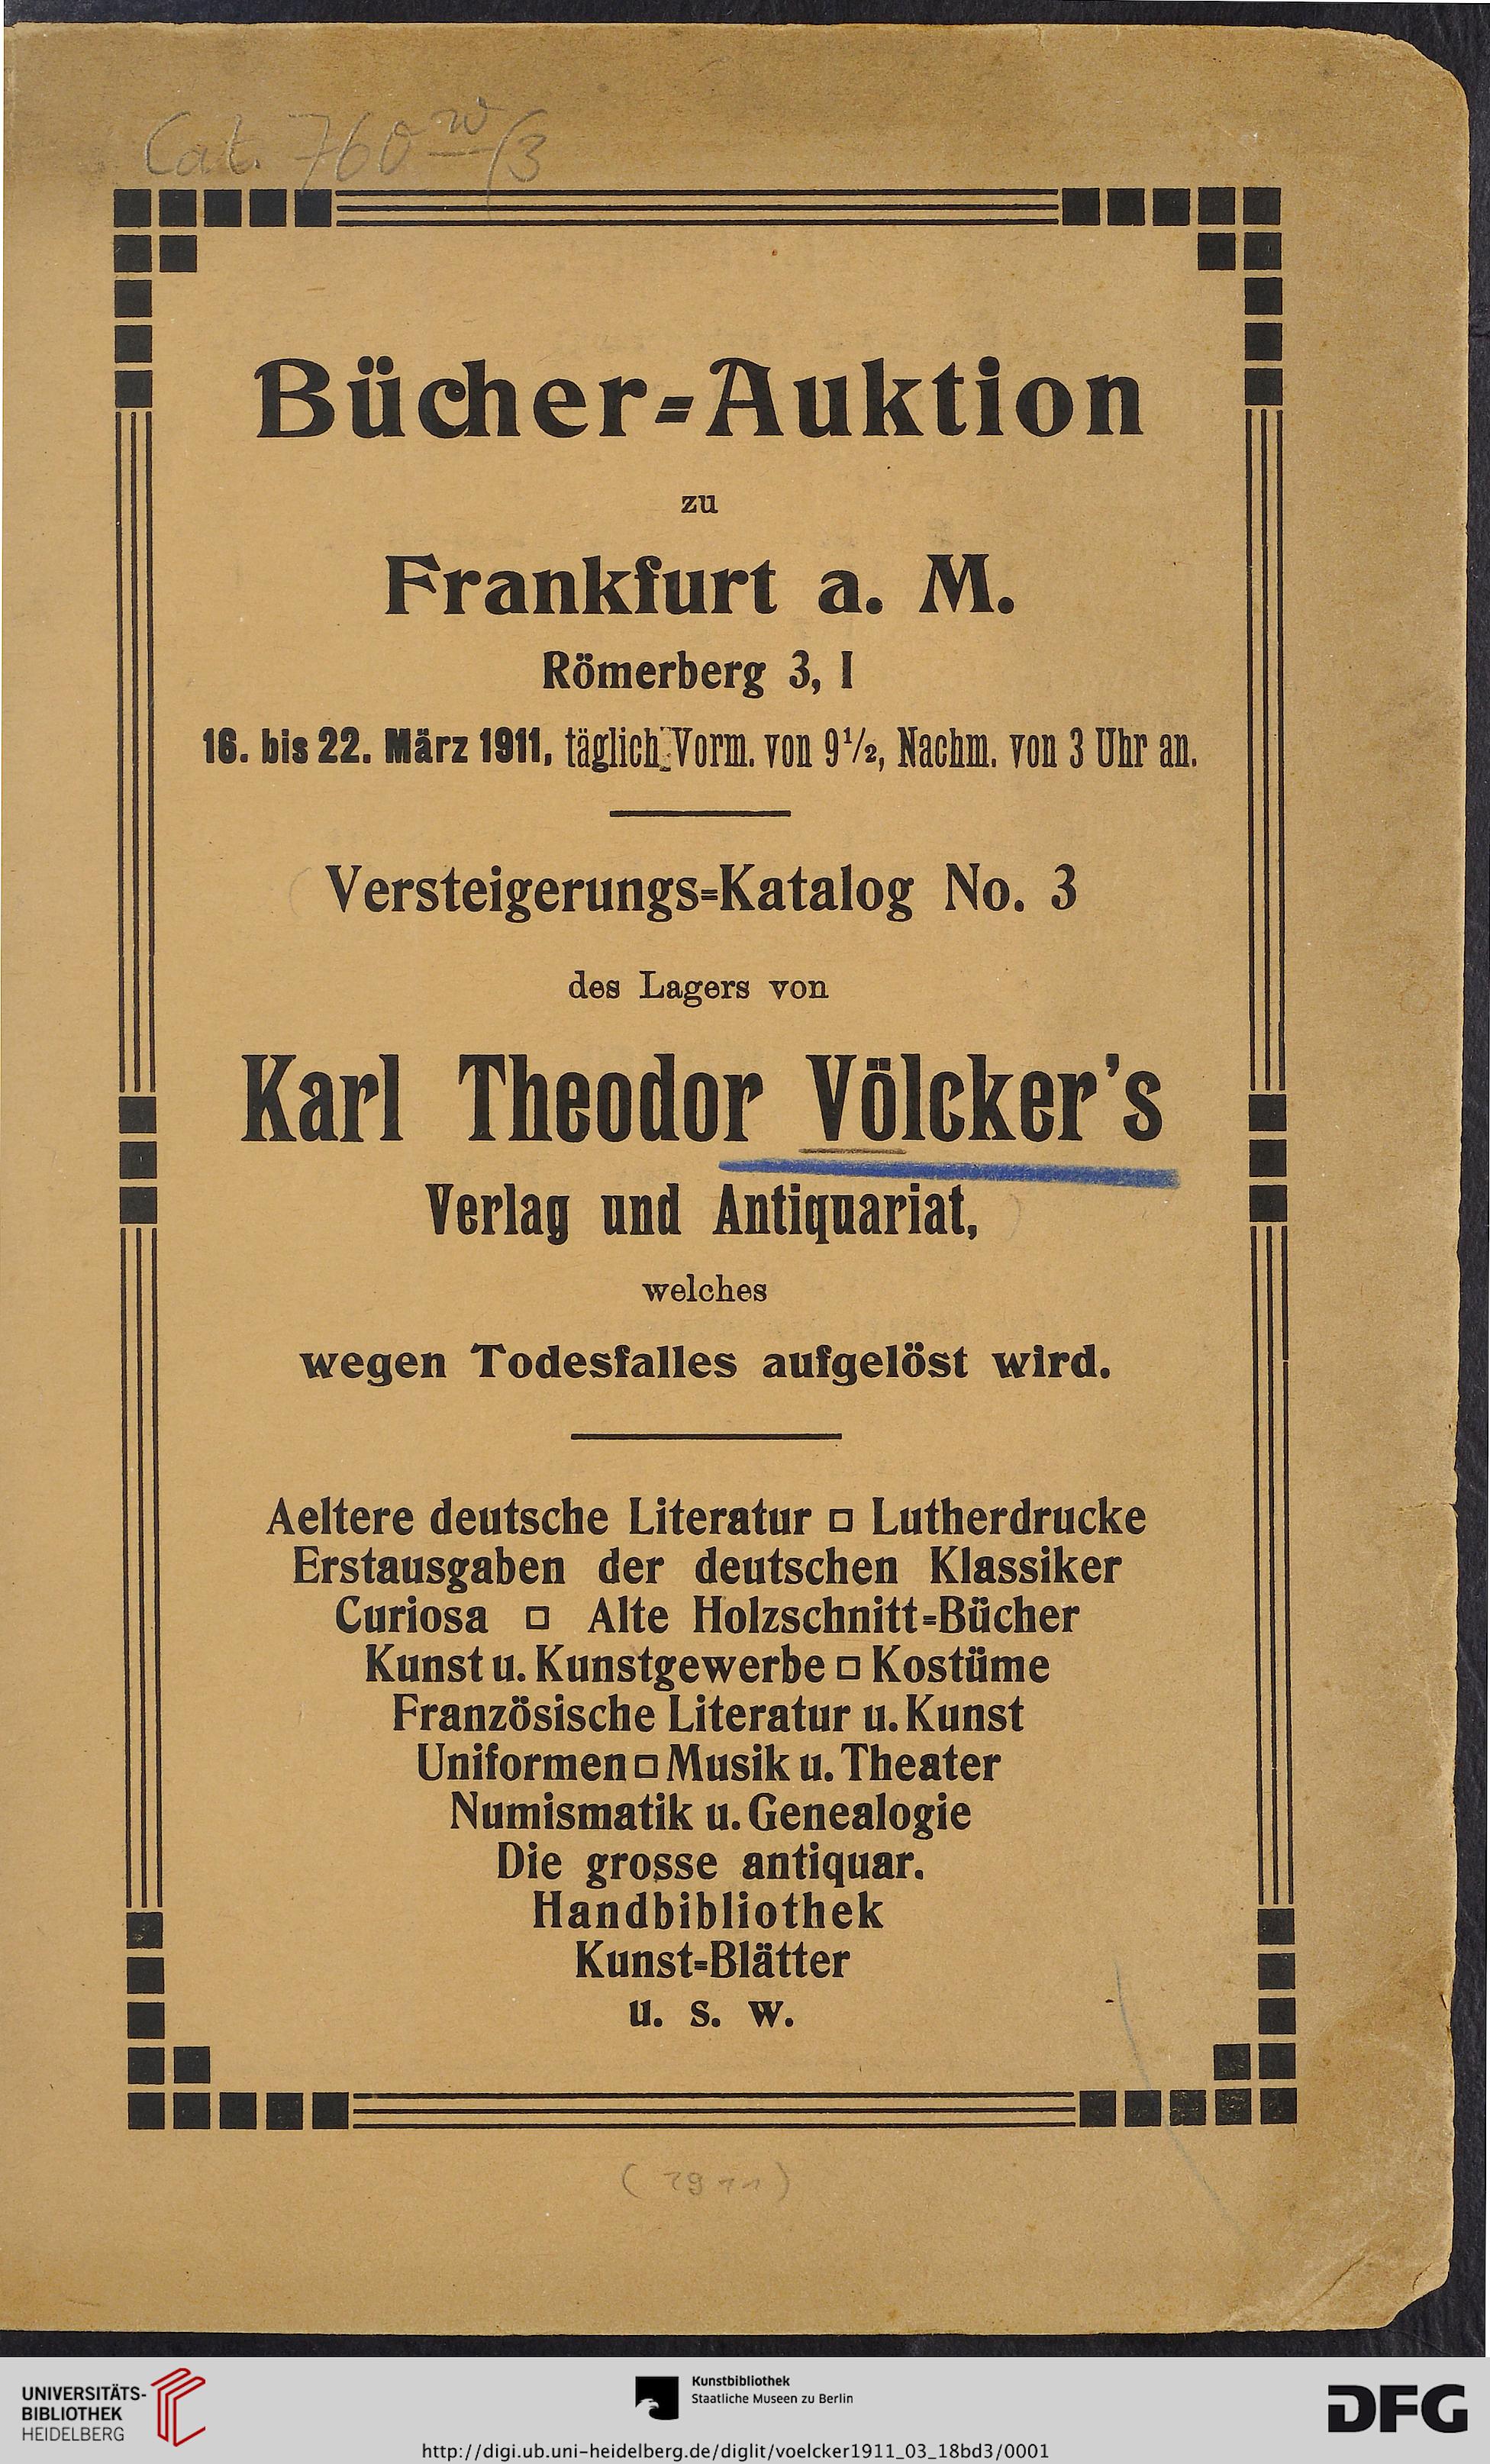 Cat. 760 w/3
Bücher-Auktion
zu
Frankfurt a. M.
Römerberg 3, I
16. bis 22. März 1911, täglich Vorm. von 9½, Nachm. von 3 Uhr an.
Versteigerungs-Katalog No. 3
des Lagers von
Karl Theodor Völcker's
Verlag und Antiquariat,
welches
wegen Todesfalles aufgelöst wird.
Aeltere deutsche Literatur ▫ Lutherdrucke
Erstausgaben der deutschen Klassiker
Curiosa ▫ Alte Holzschnitt-Bücher
Kunst u. Kunstgewerbe ▫ Kostüme
Französische Literatur u. Kunst
Uniformen ▫ Musik u. Theater
Numismatik u. Genealogie
Die grosse antiquar.
Handbibliothek
Kunst-Blätter
u. s. w.
(1911)
UNIVERSITÄTS-
BIBLIOTHEK
HEIDELBERG
Kunstbibliothek
Staatliche Museen zu Berlin
DFG
http://digi.ub.uni-heidelberg.de/diglit/voelcker1911_03_18bd3/0001